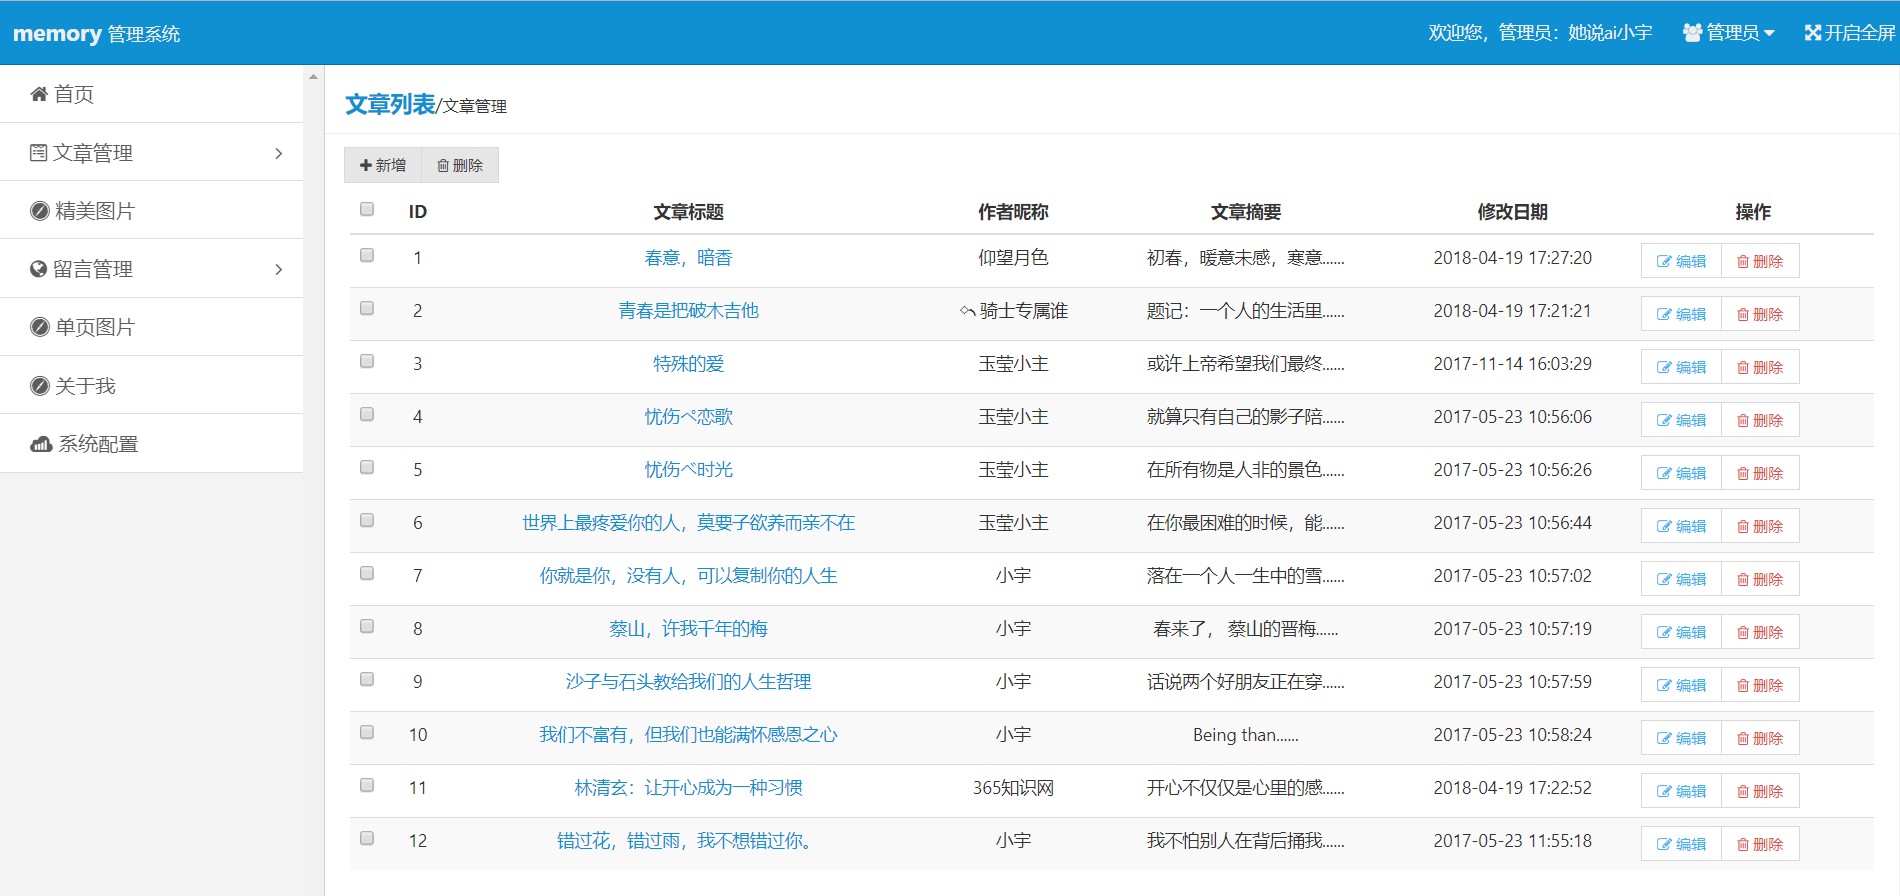 memory 管理系统 欢迎您，管理员：她说ai小宇 管理员 开启全屏
首页
文章管理
精美图片
留言管理
单页图片
关于我
系统配置
文章列表/文章管理
新增 删除
ID 文章标题 作者昵称 文章摘要 修改日期 操作
1 春意，暗香 仰望月色 初春，暖意未感，寒意...... 2018-04-19 17:27:20 编辑 删除
2 青春是把破木吉他 骑士专属谁 题记：一个人的生活里...... 2018-04-19 17:21:21 编辑 删除
3 特殊的爱 玉莹小主 或许上帝希望我们最终...... 2017-11-14 16:03:29 编辑 删除
4 忧伤ペ恋歌 玉莹小主 就算只有自己的影子陪...... 2017-05-23 10:56:06 编辑 删除
5 忧伤べ时光 玉莹小主 在所有物是人非的景色...... 2017-05-23 10:56:26 编辑 删除
6 世界上最疼爱你的人，莫要子欲养而亲不在 玉莹小主 在你最困难的时候，能...... 2017-05-23 10:56:44 编辑 删除
7 你就是你，没有人，可以复制你的人生 小宇 落在一个人一生中的雪...... 2017-05-23 10:57:02 编辑 删除
8 蔡山，许我千年的梅 小宇 春来了， 蔡山的晋梅...... 2017-05-23 10:57:19 编辑 删除
9 沙子与石头教给我们的人生哲理 小宇 话说两个好朋友正在穿...... 2017-05-23 10:57:59 编辑 删除
10 我们不富有，但我们也能满怀感恩之心 小宇 Being than...... 2017-05-23 10:58:24 编辑 删除
11 林清玄：让开心成为一种习惯 365知识网 开心不仅仅是心里的感...... 2018-04-19 17:22:52 编辑 删除
12 错过花，错过雨，我不想错过你。 小宇 我不怕别人在背后捅我...... 2017-05-23 11:55:18 编辑 删除